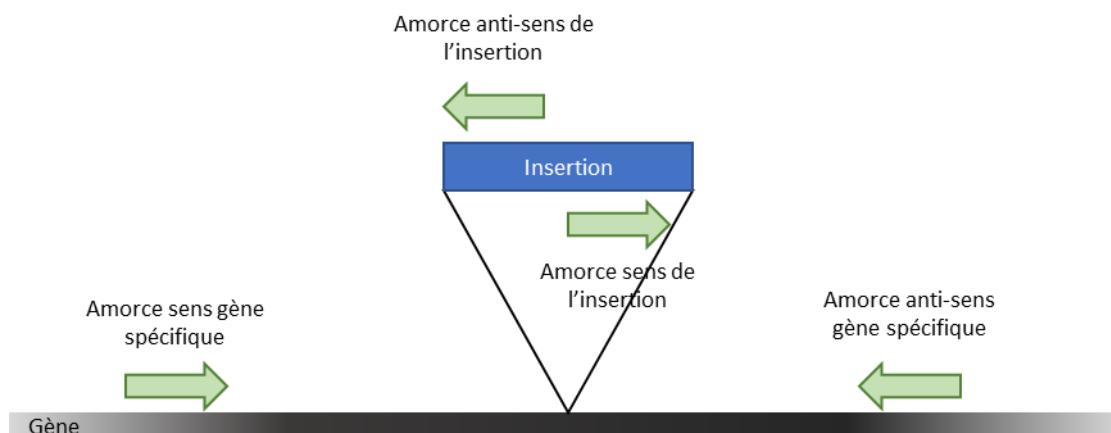 Amorce anti-sens de
l'insertion
Insertion
Amorce sens de
l'insertion
Amorce sens gène
spécifique
Amorce anti-sens
gène spécifique
Gène